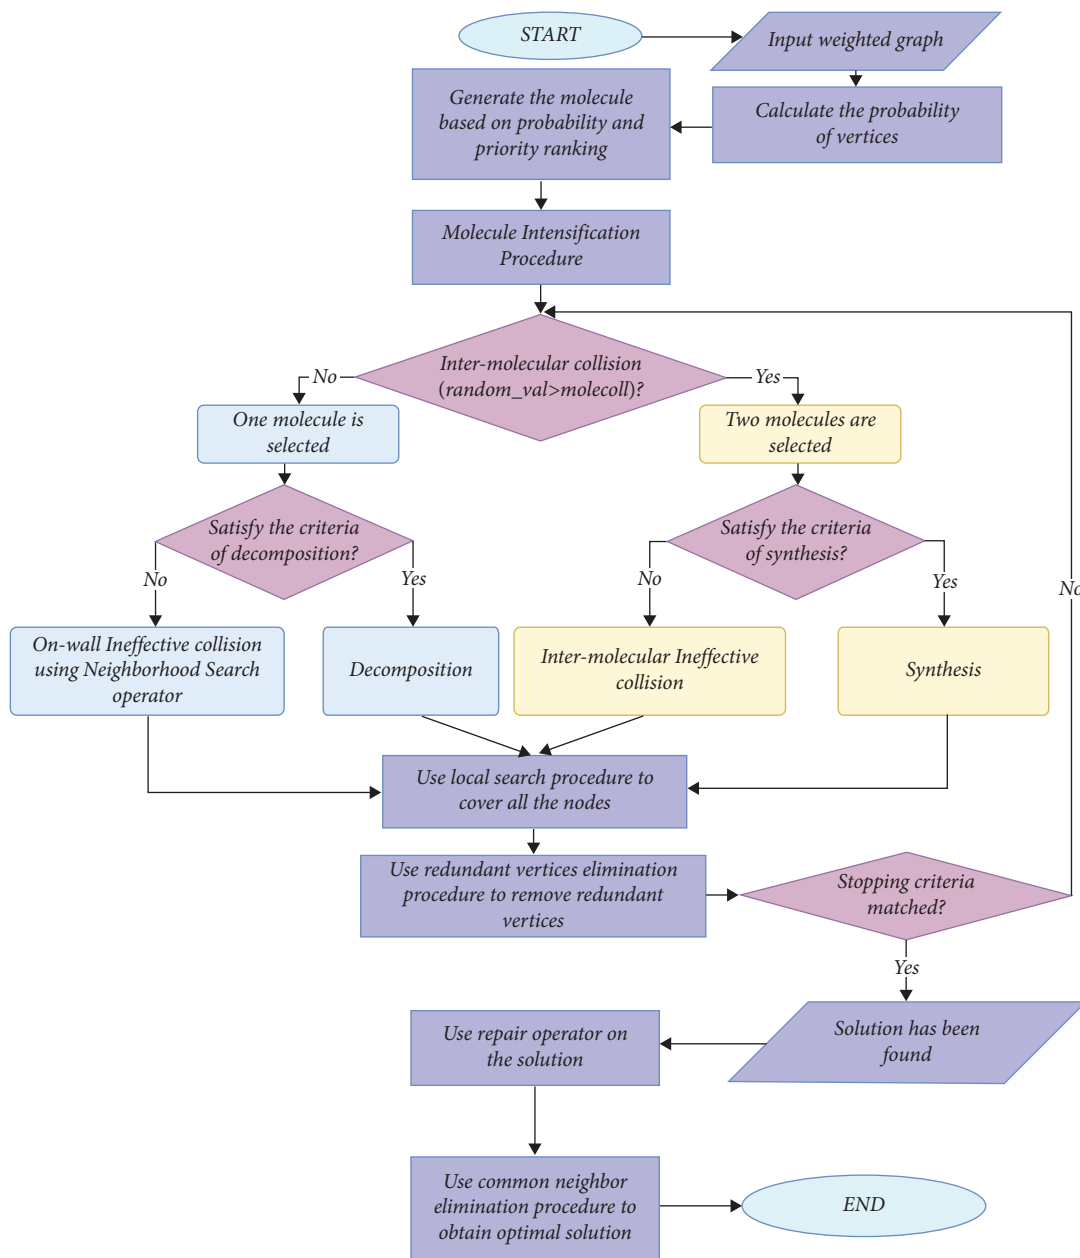 START
Input weighted graph
Calculate the probability
of vertices
Generate the molecule
based on probability and
priority ranking
Molecule Intensification
Procedure
Inter-molecular collision
(random_val>molecoll)?
No
Yes
One molecule is
selected
Two molecules are
selected
Satisfy the criteria
of decomposition?
Satisfy the criteria
of synthesis?
No
Yes
No
Yes
No
On-wall Ineffective collision
using Neighborhood Search
operator
Decomposition
Inter-molecular Ineffective
collision
Synthesis
Use local search procedure to
cover all the nodes
Use redundant vertices elimination
procedure to remove redundant
vertices
Stopping criteria
matched?
Yes
Solution has been
found
Use repair operator on
the solution
Use common neighbor
elimination procedure to
obtain optimal solution
END